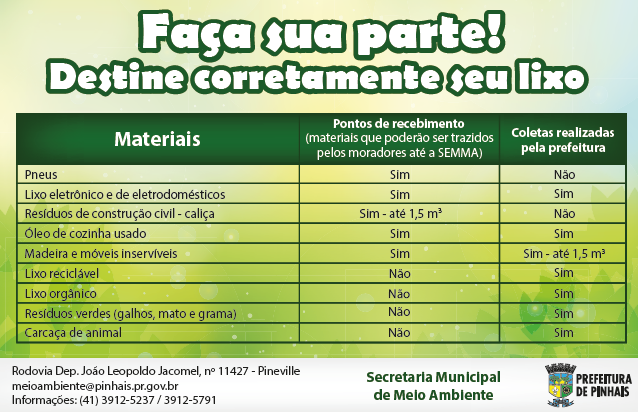 Faça sua parte!
Destine corretamente seu lixo
Materiais
Pontos de recebimento
(materiais que poderão ser trazidos
pelos moradores até a SEMMA)
Coletas realizadas
pela prefeitura
Pneus Sim Não
Lixo eletrônico e de eletrodomésticos Sim Sim
Resíduos de construção civil - caliça Sim - até 1,5 m³ Não
Óleo de cozinha usado Sim Sim
Madeira e móveis inservíveis Sim Sim - até 1,5 m³
Lixo reciclável Não Sim
Lixo orgânico Não Sim
Resíduos verdes (galhos, mato e grama) Não Sim
Carcaça de animal Não Sim
Rodovia Dep. João Leopoldo Jacomel, nº 11427 - Pineville
meioambiente@pinhais.pr.gov.br
Informações: (41) 3912-5237 / 3912-5791
Secretaria Municipal
de Meio Ambiente
PREFEITURA
DE PINHAIS